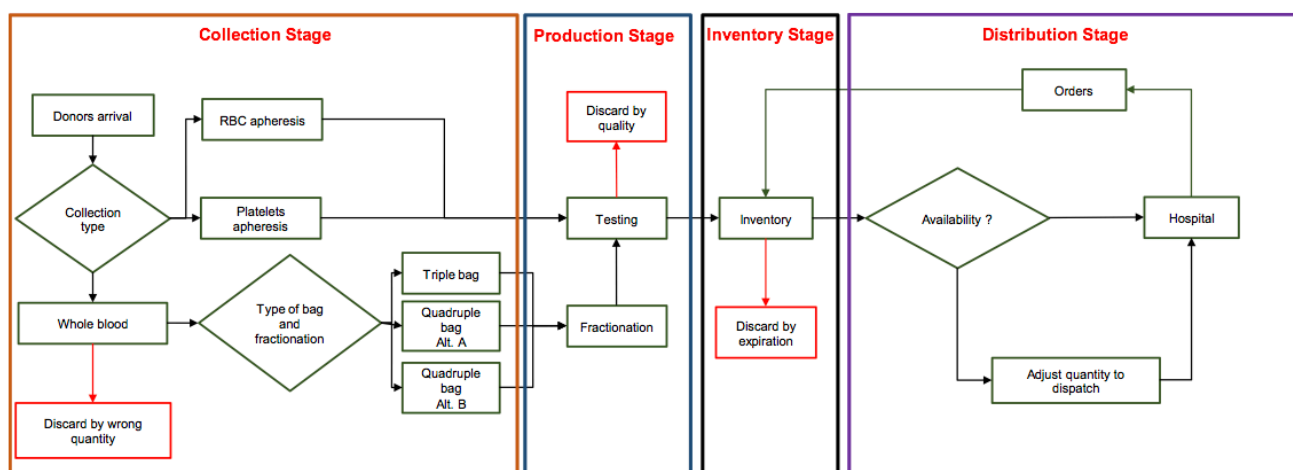 Collection Stage
Production Stage
Inventory Stage
Distribution Stage
Donors arrival
RBC apheresis
Discard by
quality
Orders
Collection
type
Platelets
apheresis
Testing
Inventory
Availability ?
Hospital
Whole blood
Type of bag
and
fractionation
Triple bag
Quadruple
bag
Alt. A
Quadruple
bag
Alt. B
Fractionation
Discard by
expiration
Adjust quantity to
dispatch
Discard by wrong
quantity